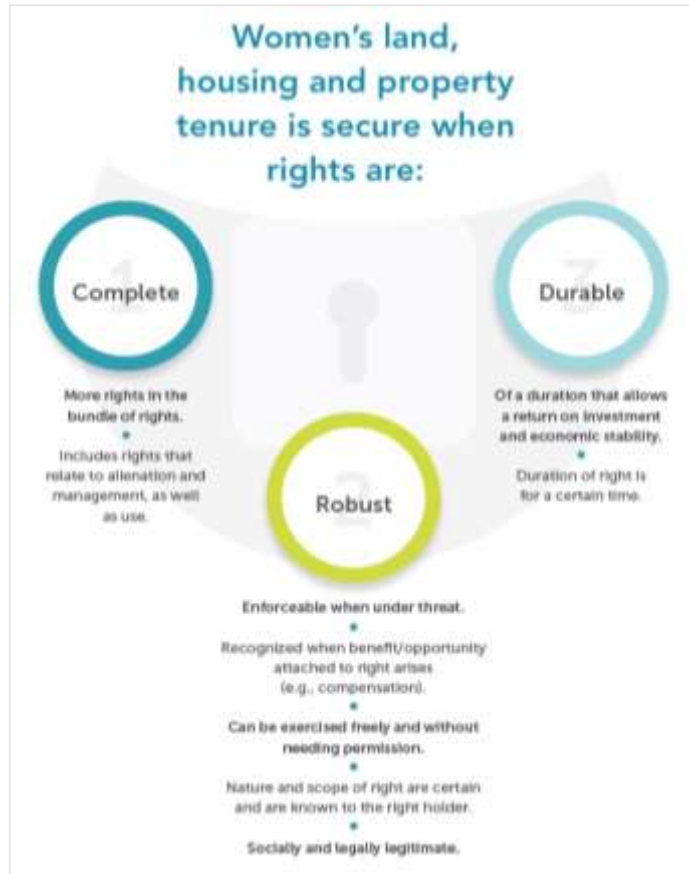 Women's land,
housing and property
tenure is secure when
rights are:
1
Complete
More rights in the
bundle of rights.
Includes rights that
relate to alienation and
management, as well
as use.
2
Robust
Enforceable when under threat.
Recognized when benefit/opportunity
attached to right arises
(e.g., compensation).
Can be exercised freely and without
needing permission.
Nature and scope of right are certain
and are known to the right holder.
Socially and legally legitimate.
3
Durable
Of a duration that allows
a return on investment
and economic stability.
Duration of right is
for a certain time.